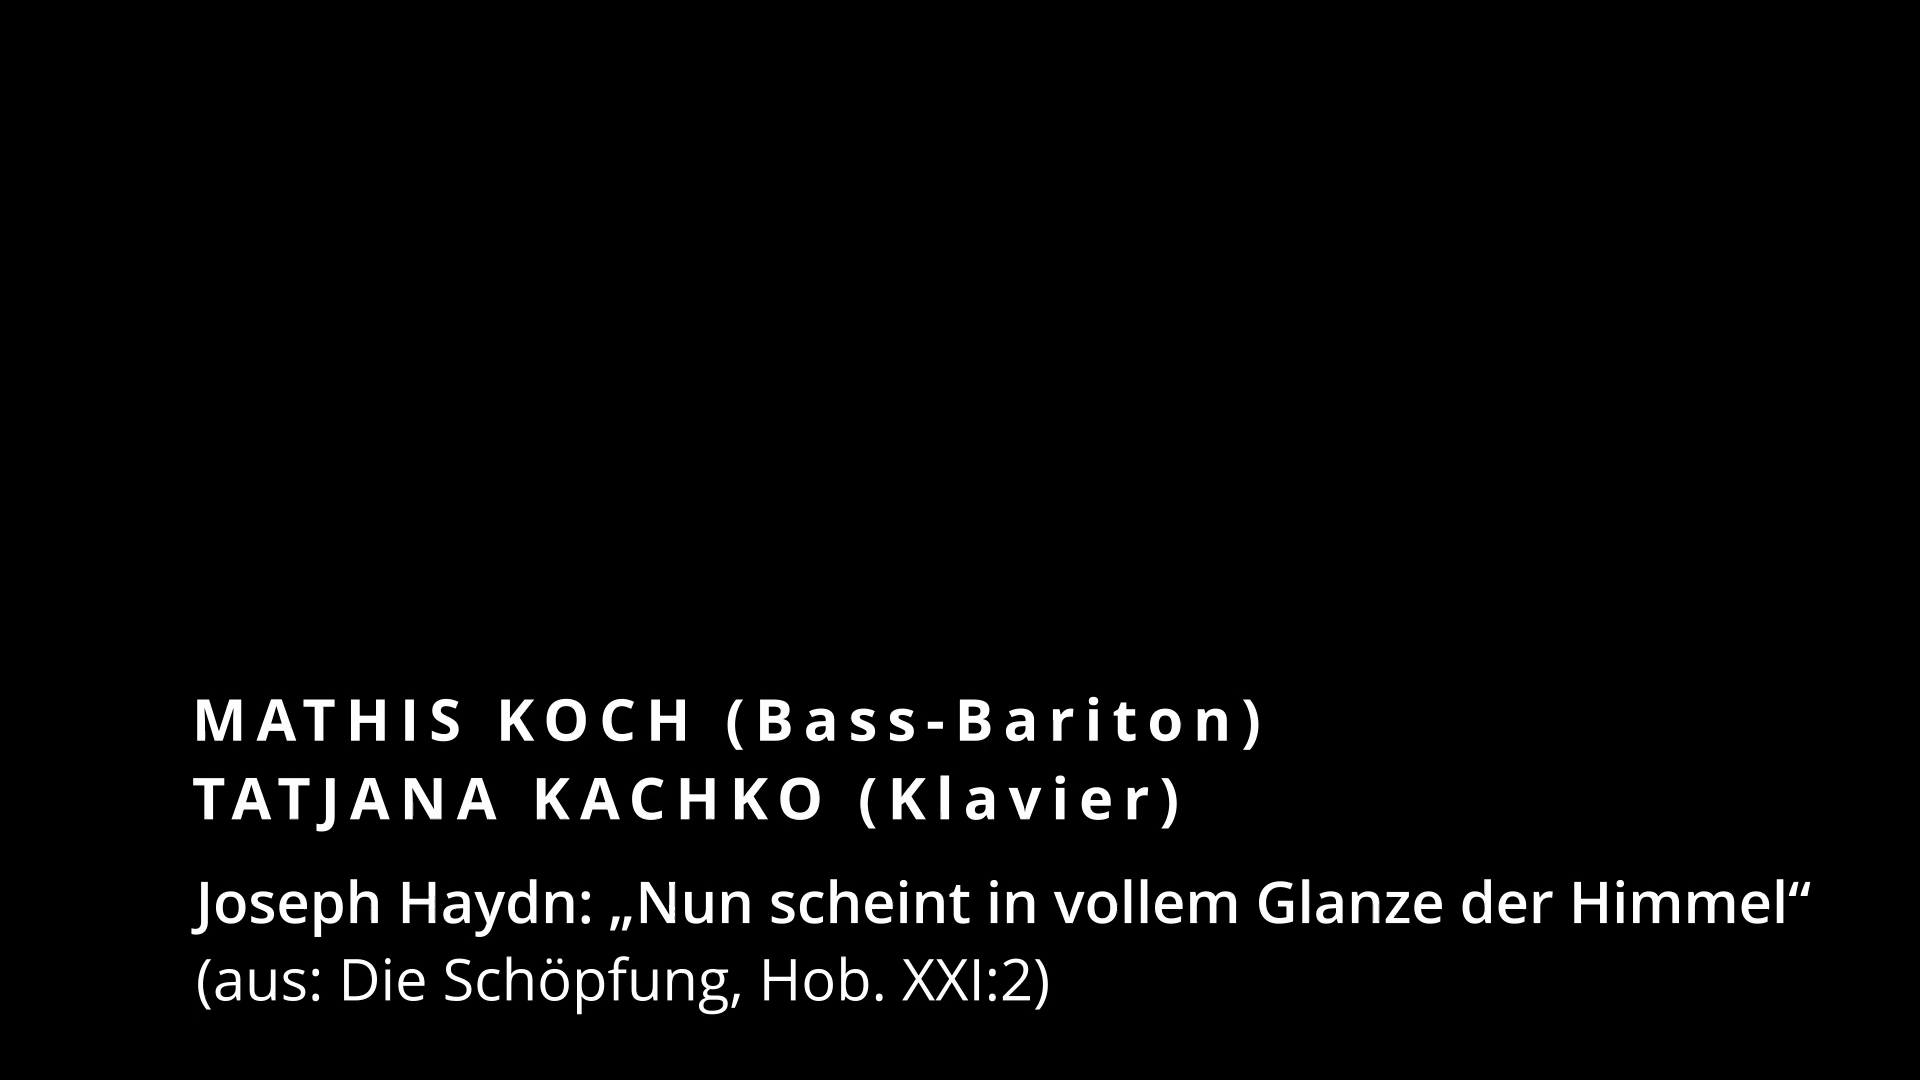 MATHIS KOCH (Bass-Bariton)
TATJANA KACHKO (Klavier)
Joseph Haydn: „Nun scheint in vollem Glanze der Himmel“
(aus: Die Schöpfung, Hob. XXI:2)